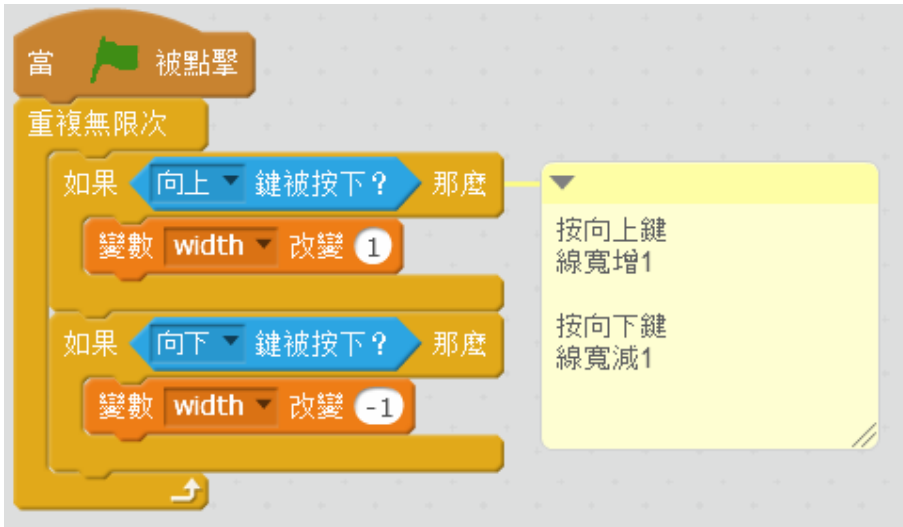 當 被點擊
重複無限次
如果 向上 鍵被按下? 那麼
變數 width 改變 1
如果 向下 鍵被按下? 那麼
變數 width 改變 -1
按向上鍵
線寬增1
按向下鍵
線寬減1